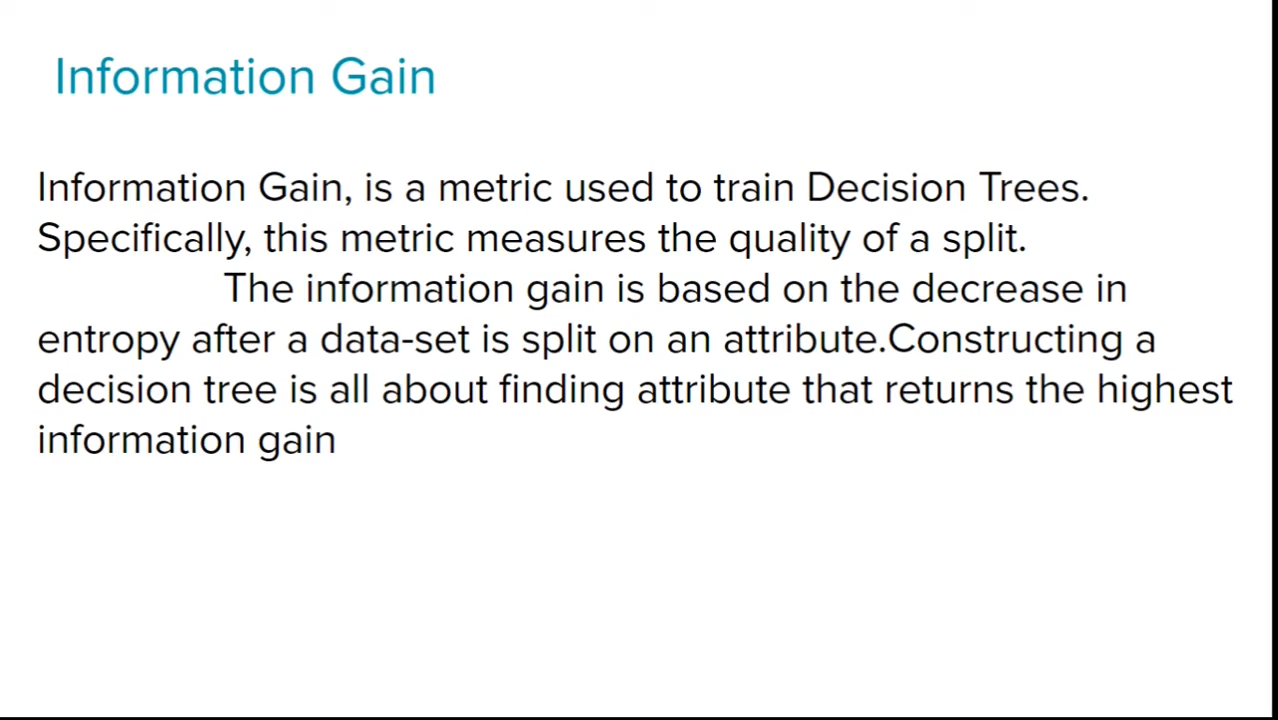 Information Gain
Information Gain, is a metric used to train Decision Trees.
Specifically, this metric measures the quality of a split.
The information gain is based on the decrease in
entropy after a data-set is split on an attribute.Constructing a
decision tree is all about finding attribute that returns the highest
information gain